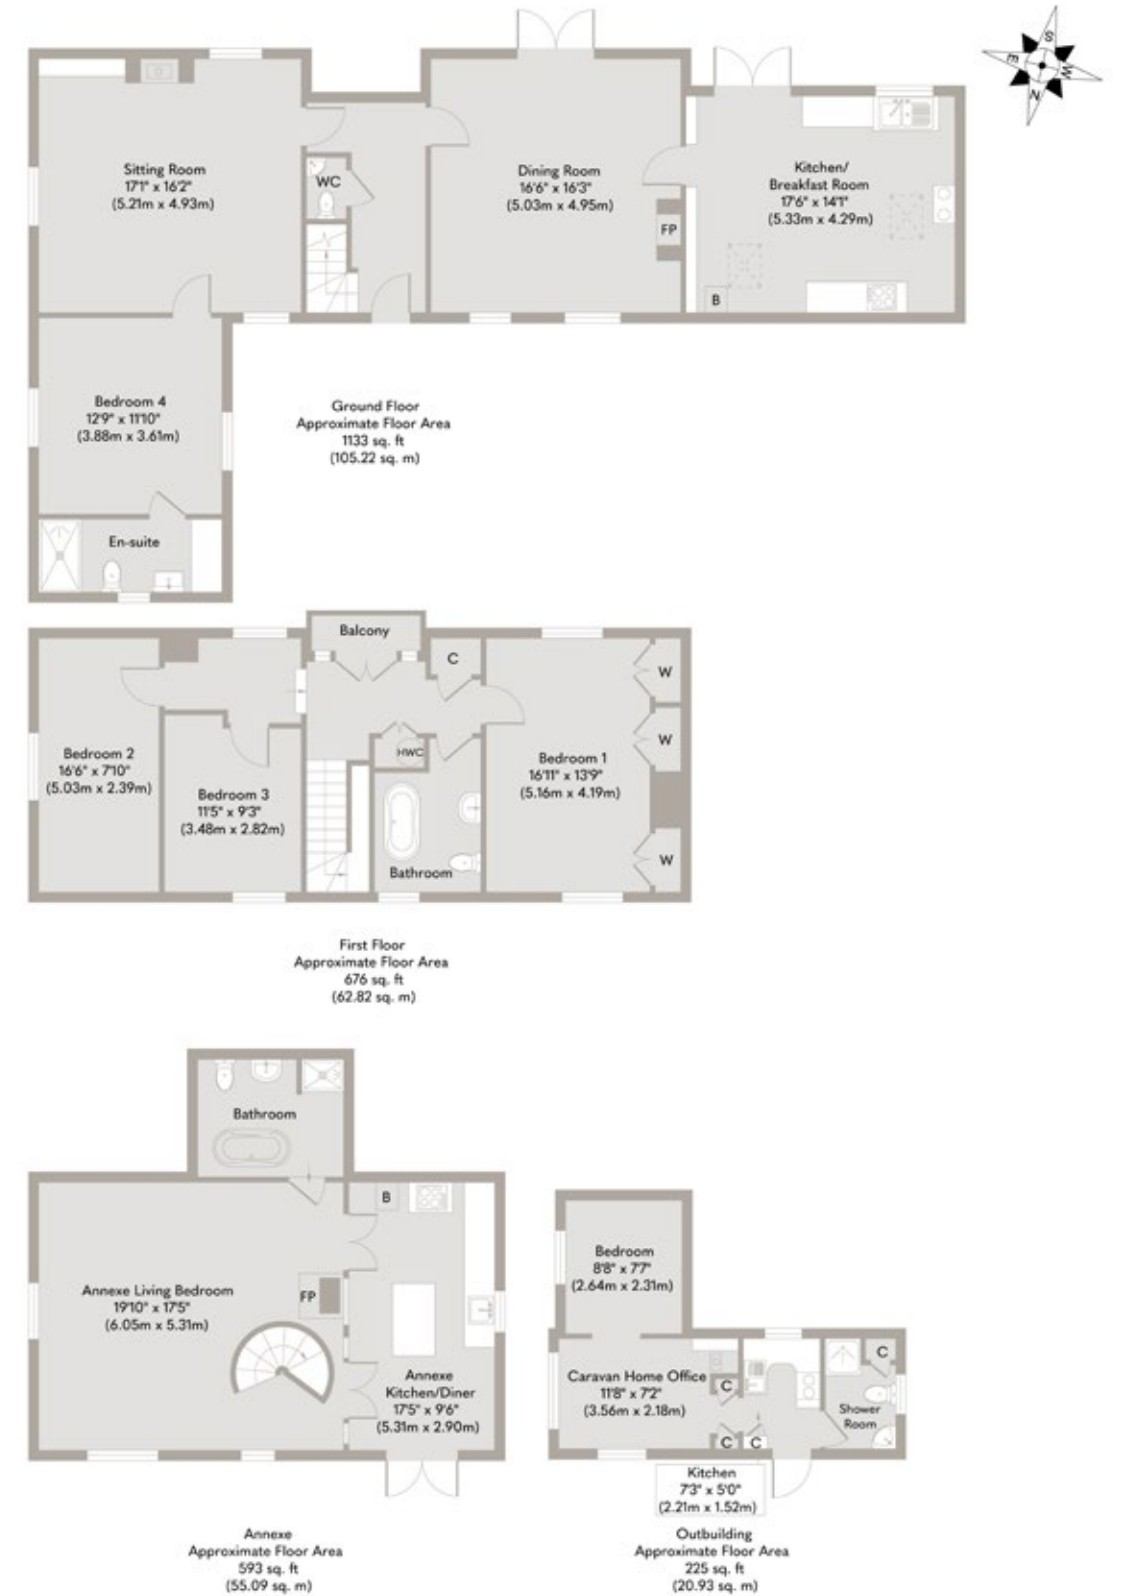 S
E
W
N
Sitting Room
17'1" x 16'2"
(5.21m x 4.93m)
WC
Dining Room
16'6" x 16'3"
(5.03m x 4.95m)
FP
Kitchen/
Breakfast Room
17'6" x 14'1"
(5.33m x 4.29m)
B
Bedroom 4
12'9" x 11'10"
(3.88m x 3.61m)
En-suite
Ground Floor
Approximate Floor Area
1133 sq. ft
(105.22 sq. m)
Balcony
C
W
W
W
HWC
Bedroom 2
16'6" x 7'10"
(5.03m x 2.39m)
Bedroom 3
11'5" x 9'3"
(3.48m x 2.82m)
Bathroom
Bedroom 1
16'11" x 13'9"
(5.16m x 4.19m)
First Floor
Approximate Floor Area
676 sq. ft
(62.82 sq. m)
Bathroom
B
Annexe Living Bedroom
19'10" x 17'5"
(6.05m x 5.31m)
FP
Annexe
Kitchen/Diner
17'5" x 9'6"
(5.31m x 2.90m)
Annexe
Approximate Floor Area
593 sq. ft
(55.09 sq. m)
Bedroom
8'8" x 7'7"
(2.64m x 2.31m)
Caravan Home Office
11'8" x 7'2"
(3.56m x 2.18m)
C
C
C
C
Shower
Room
Kitchen
7'3" x 5'0"
(2.21m x 1.52m)
Outbuilding
Approximate Floor Area
225 sq. ft
(20.93 sq. m)